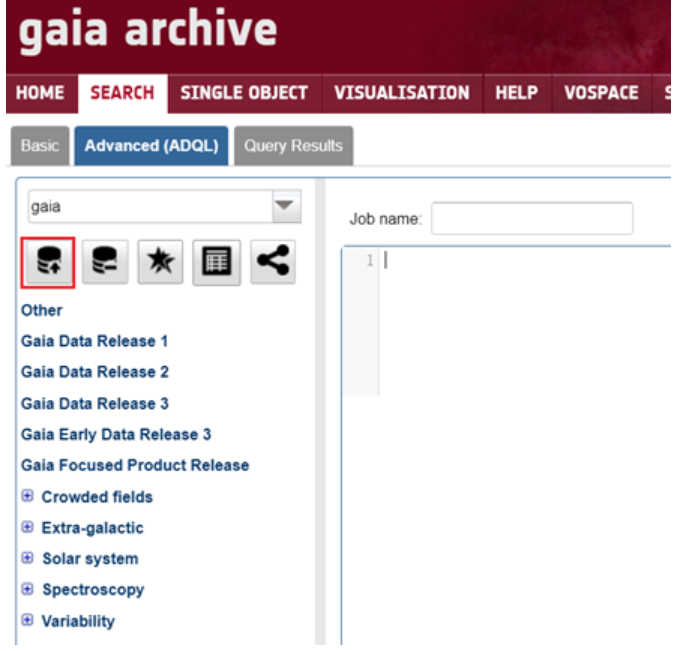 gaia archive
HOME SEARCH SINGLE OBJECT VISUALISATION HELP VOSPACE
Basic Advanced (ADQL) Query Results
gaia
Job name:
1
Other
Gaia Data Release 1
Gaia Data Release 2
Gaia Data Release 3
Gaia Early Data Release 3
Gaia Focused Product Release
Crowded fields
Extra-galactic
Solar system
Spectroscopy
Variability